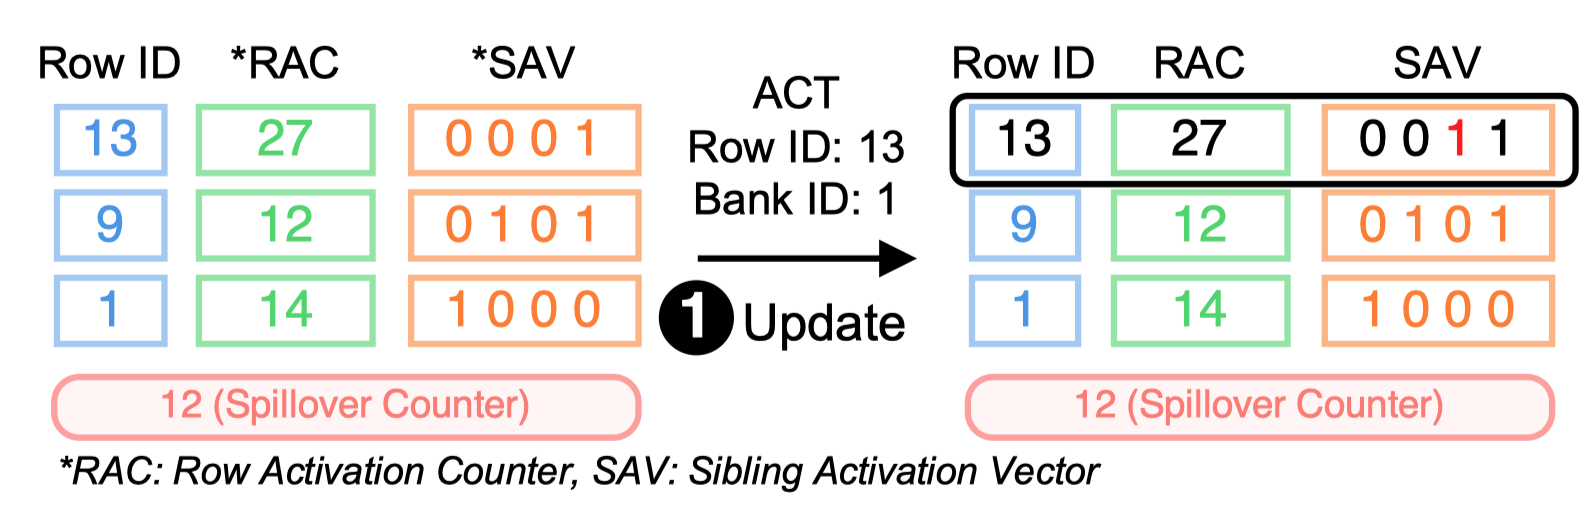 Row ID *RAC *SAV
13 27 0 0 0 1
9 12 0 1 0 1
1 14 1 0 0 0
12 (Spillover Counter)
ACT
Row ID: 13
Bank ID: 1
1 Update
Row ID RAC SAV
13 27 0 0 1 1
9 12 0 1 0 1
1 14 1 0 0 0
12 (Spillover Counter)
*RAC: Row Activation Counter, SAV: Sibling Activation Vector